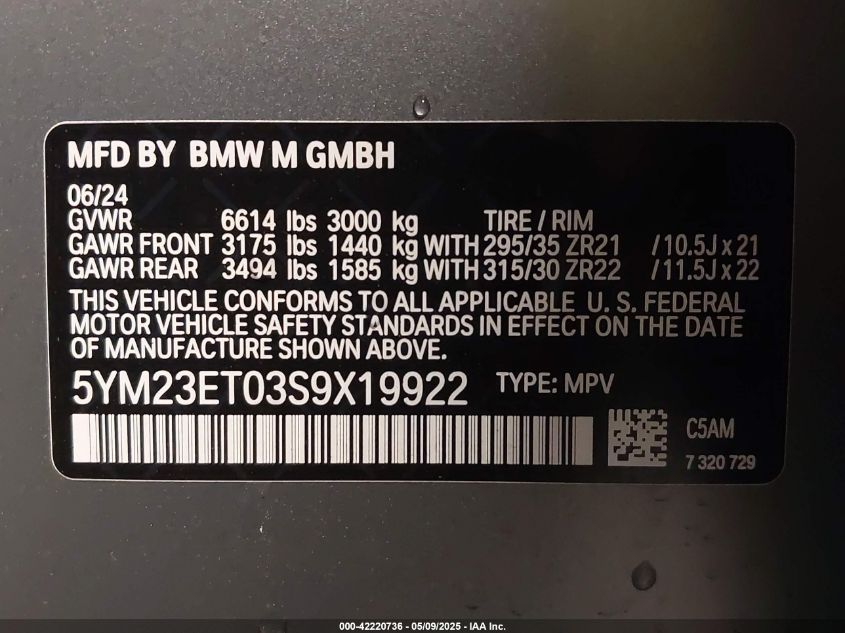 MFD BY BMW M GMBH
06/24
GVWR 6614 lbs 3000 kg TIRE / RIM
GAWR FRONT 3175 lbs 1440 kg WITH 295/35 ZR21 / 10.5J x 21
GAWR REAR 3494 lbs 1585 kg WITH 315/30 ZR22 / 11.5J x 22
THIS VEHICLE CONFORMS TO ALL APPLICABLE U. S. FEDERAL
MOTOR VEHICLE SAFETY STANDARDS IN EFFECT ON THE DATE
OF MANUFACTURE SHOWN ABOVE.
5YM23ET03S9X19922 TYPE: MPV
C5AM
7 320 729
000-42220736 - 05/09/2025 - IAA Inc.